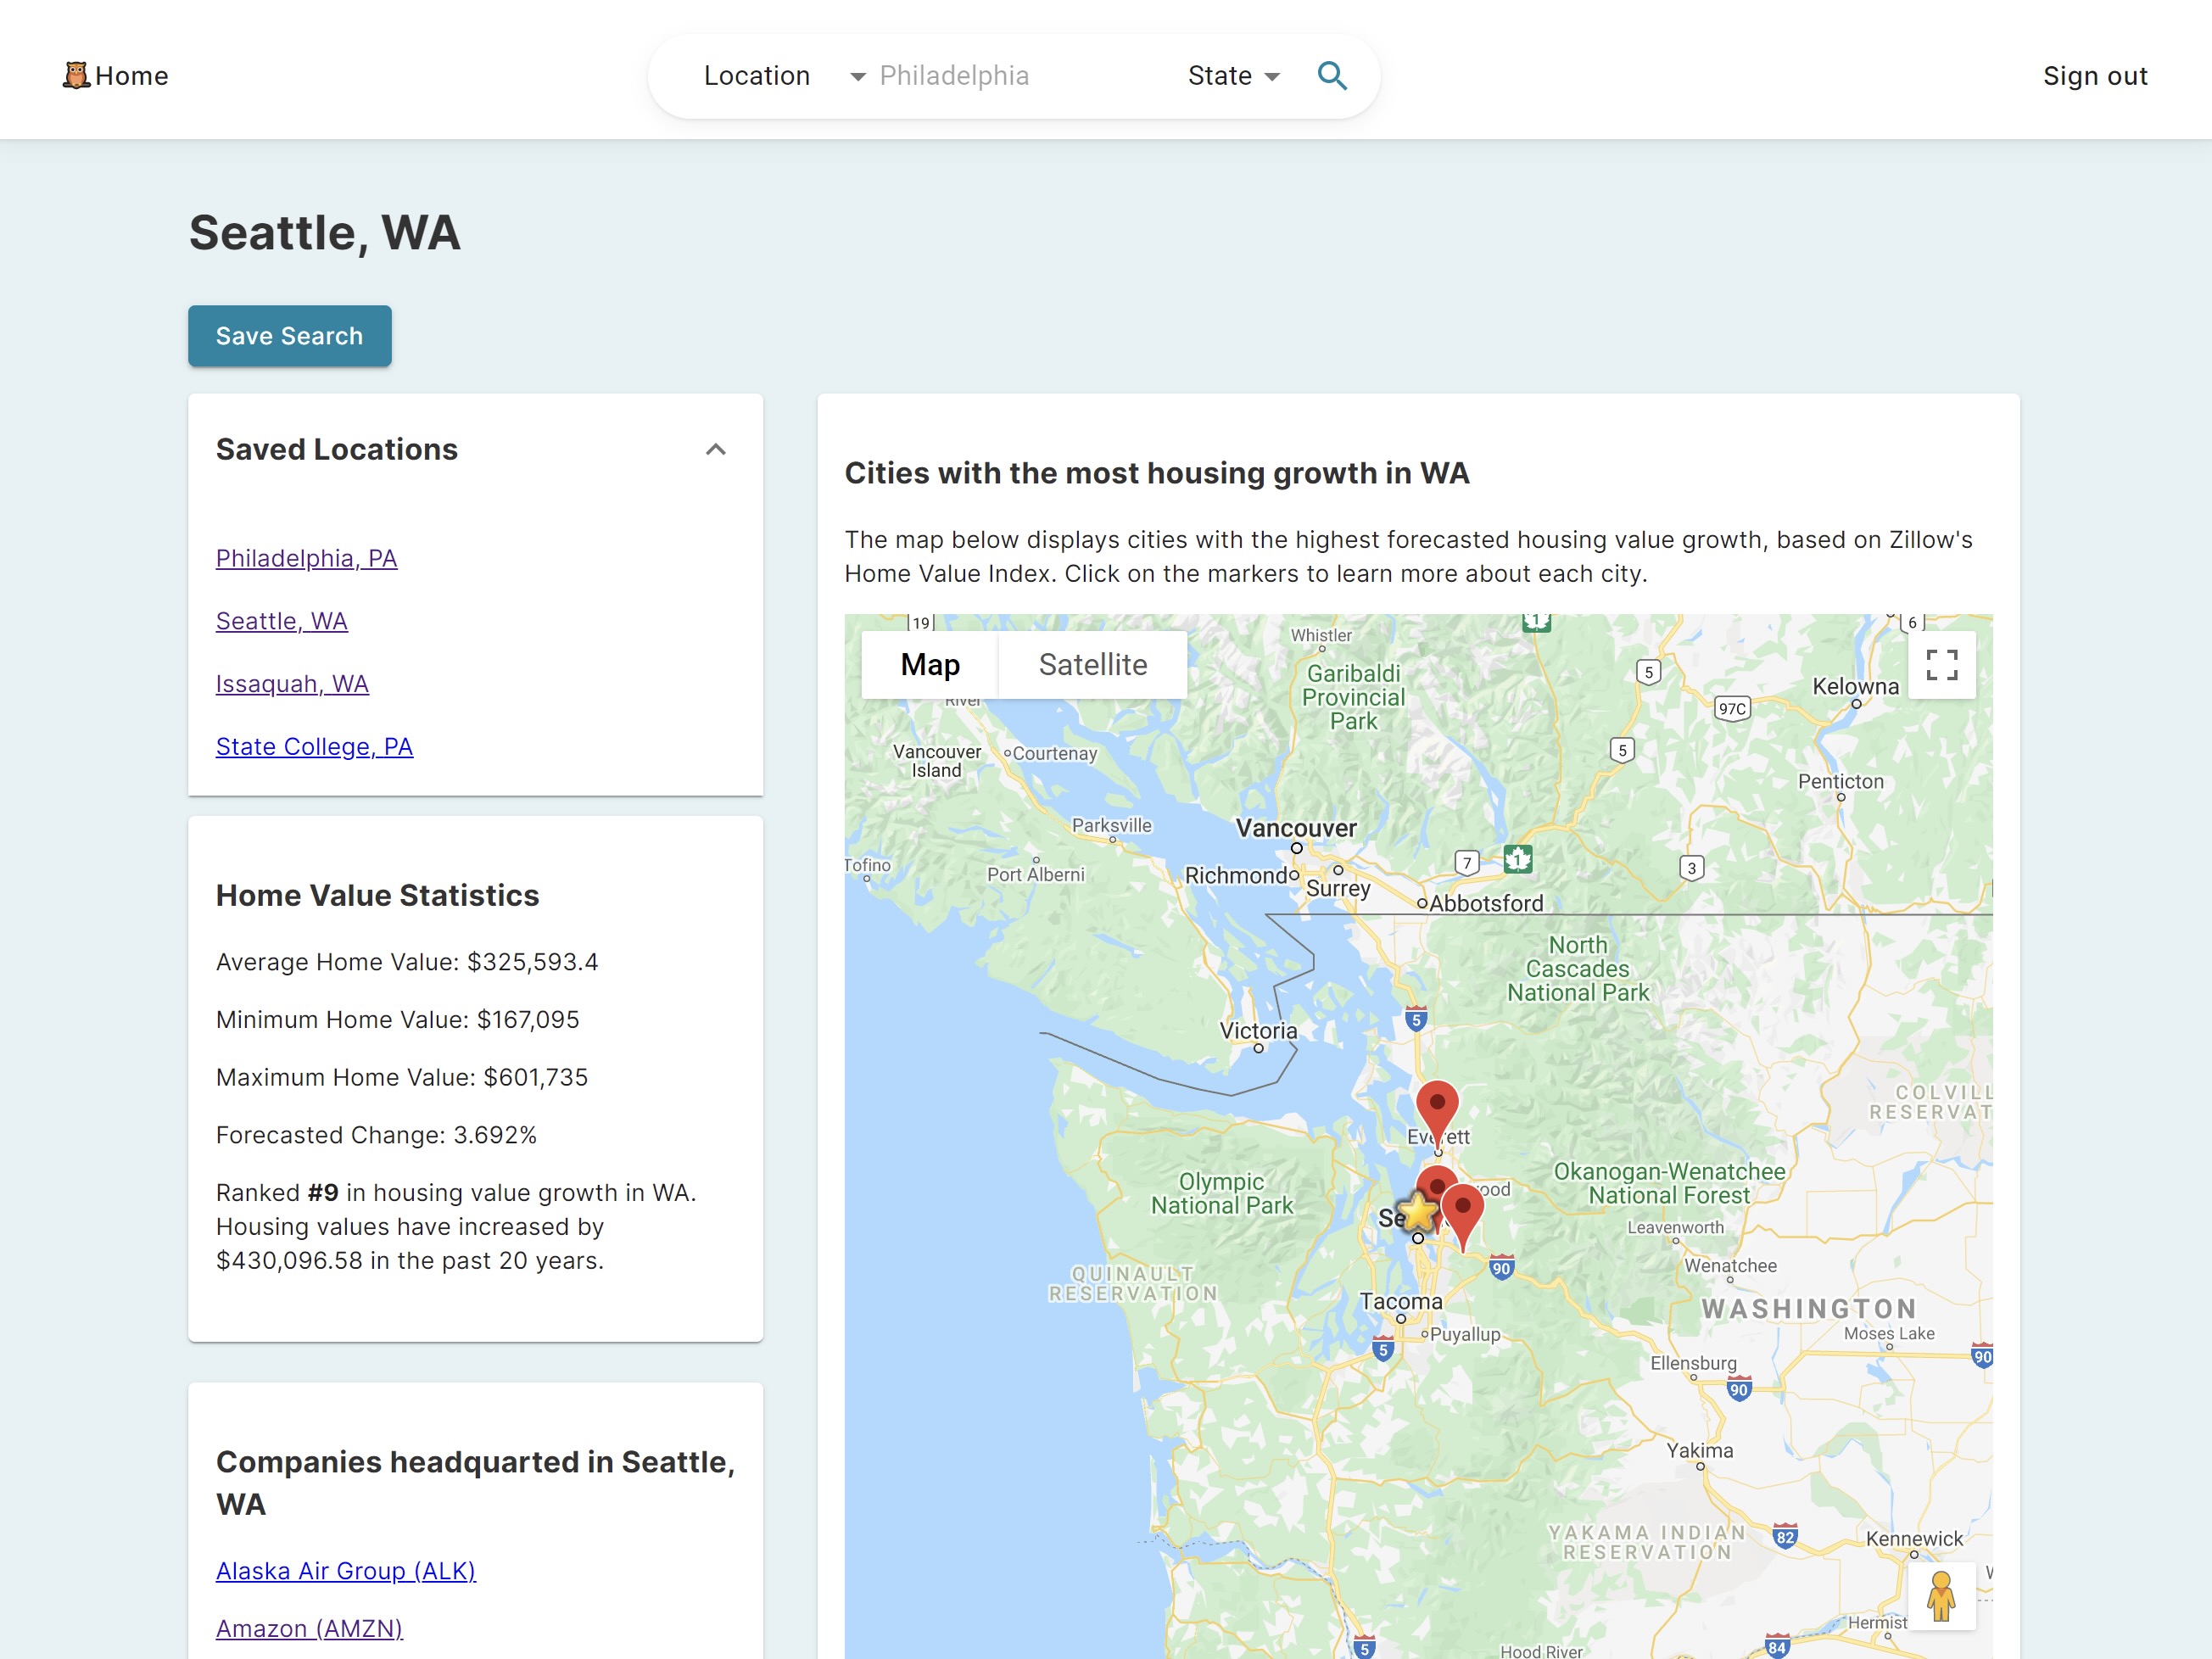 Home
Location
Philadelphia
State
Sign out
Seattle, WA
Save Search
Saved Locations
Philadelphia, PA
Seattle, WA
Issaquah, WA
State College, PA
Home Value Statistics
Average Home Value: $325,593.4
Minimum Home Value: $167,095
Maximum Home Value: $601,735
Forecasted Change: 3.692%
Ranked #9 in housing value growth in WA.
Housing values have increased by
$430,096.58 in the past 20 years.
Companies headquarted in Seattle,
WA
Alaska Air Group (ALK)
Amazon (AMZN)
Cities with the most housing growth in WA
The map below displays cities with the highest forecasted housing value growth, based on Zillow's
Home Value Index. Click on the markers to learn more about each city.
Map
Satellite
19
Whistler
1
6
Garibaldi
Provincial
Park
5
Kelowna
97C
River
Vancouver
Island
Courtenay
5
Penticton
Parksville
Vancouver
Tofino
Port Alberni
Richmond
Surrey
7
1
3
Abbotsford
North
Cascades
National Park
5
Victoria
COLVILL
RESERVAT
Everett
Olympic
National Park
ood
Okanogan-Wenatchee
National Forest
Se
Leavenworth
90
Wenatchee
QUINAULT
RESERVATION
Tacoma
WASHINGTON
Puyallup
Moses Lake
5
90
Ellensburg
90
Yakima
YAKAMA INDIAN
RESERVATION
82
Kennewick
Hermist
5
Hood River
84